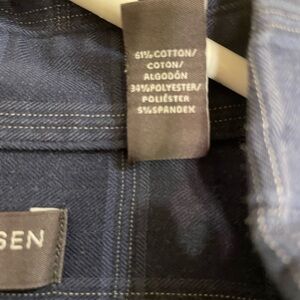 61% COTTON/
COTON/
ALGODÓN
34% POLYESTER/
POLIÉSTER
5% SPANDEX
SEN